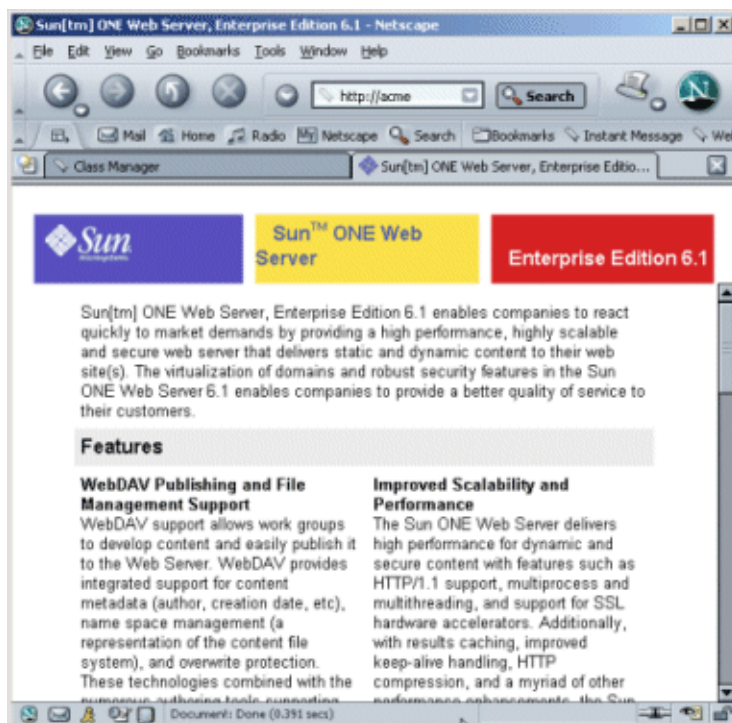 Sun[tm] ONE Web Server, Enterprise Edition 6.1 - Netscape
File Edit View Go Bookmarks Tools Window Help
http://acme Search N
Mail Home Radio My Netscape Search Bookmarks Instant Message We
Class Manager Sun[tm] ONE Web Server, Enterprise Editio...
Sun
microsystems
Sun™ ONE Web
Server
Enterprise Edition 6.1
Sun[tm] ONE Web Server, Enterprise Edition 6.1 enables companies to react
quickly to market demands by providing a high performance, highly scalable
and secure web server that delivers static and dynamic content to their web
site(s). The virtualization of domains and robust security features in the Sun
ONE Web Server 6.1 enables companies to provide a better quality of service to
their customers.
Features
WebDAV Publishing and File
Management Support
WebDAV support allows work groups
to develop content and easily publish it
to the Web Server. WebDAV provides
integrated support for content
metadata (author, creation date, etc),
name space management (a
representation of the content file
system), and overwrite protection.
These technologies combined with the
numerous authoring tools supporting
Improved Scalability and
Performance
The Sun ONE Web Server delivers
high performance for dynamic and
secure content with features such as
HTTP/1.1 support, multiprocess and
multithreading, and support for SSL
hardware accelerators. Additionally,
with results caching, improved
keep-alive handling, HTTP
compression, and a myriad of other
performance enhancements, the Sun
Document: Done (0.391 secs)